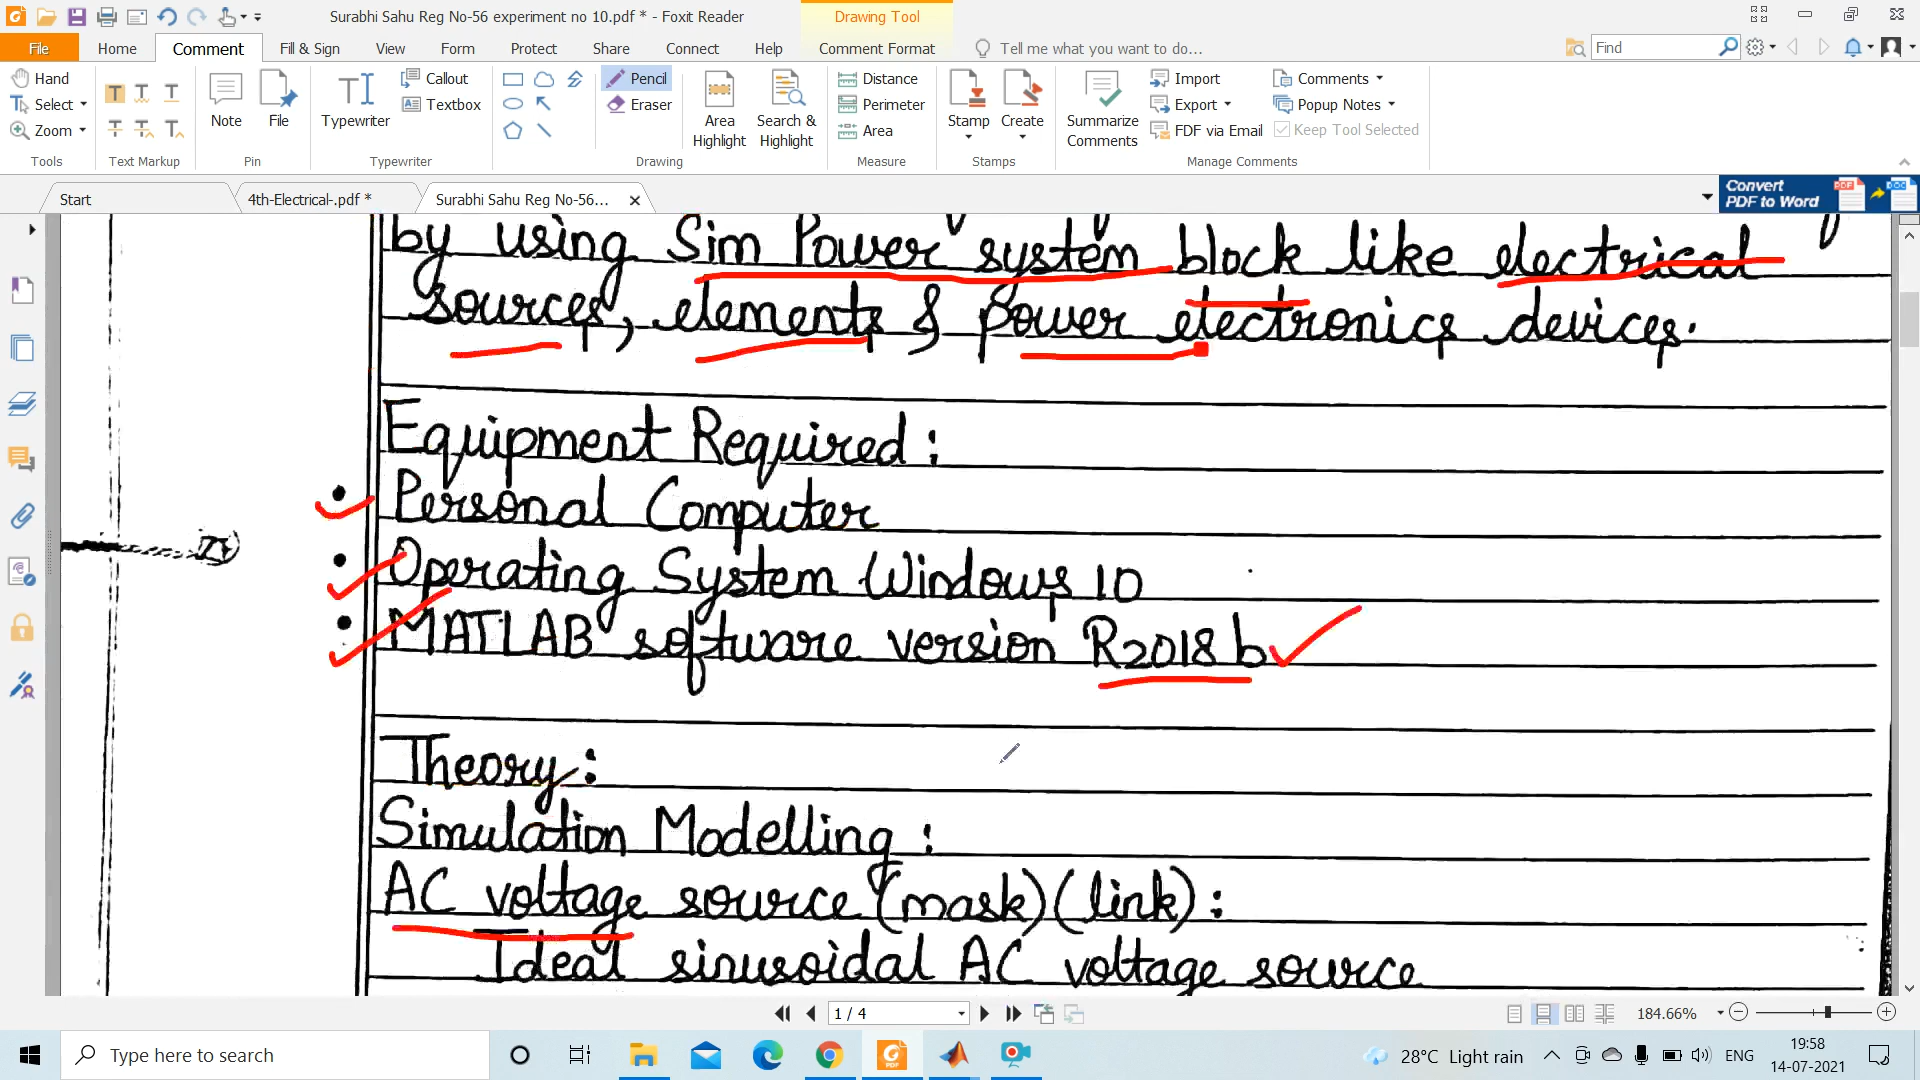 Surabhi Sahu Reg No-56 experiment no 10.pdf * - Foxit Reader
Drawing Tool
File Home Comment Fill & Sign View Form Protect Share Connect Help Comment Format Tell me what you want to do... Find
Hand
Select
Zoom
Tools
Text Markup
Note
File
Pin
Typewriter
Callout
Textbox
Typewriter
Pencil
Eraser
Area Highlight
Search & Highlight
Drawing
Distance
Perimeter
Area
Measure
Stamp
Create
Stamps
Summarize Comments
Import
Export
FDF via Email
Comments
Popup Notes
Keep Tool Selected
Manage Comments
Start
4th-Electrical-.pdf *
Surabhi Sahu Reg No-56...
Convert
PDF to Word
by using Sim Power system block like electrical
sources, elements & power electronics devices.
Equipment Required:
• Personal Computer
• Operating System Windows 10
• MATLAB software version R2018 b
Theory:
Simulation Modelling:
AC voltage source (mask) (link):
Ideal sinusoidal AC voltage source
1 / 4
184.66%
Type here to search
28°C Light rain
ENG
19:58
14-07-2021